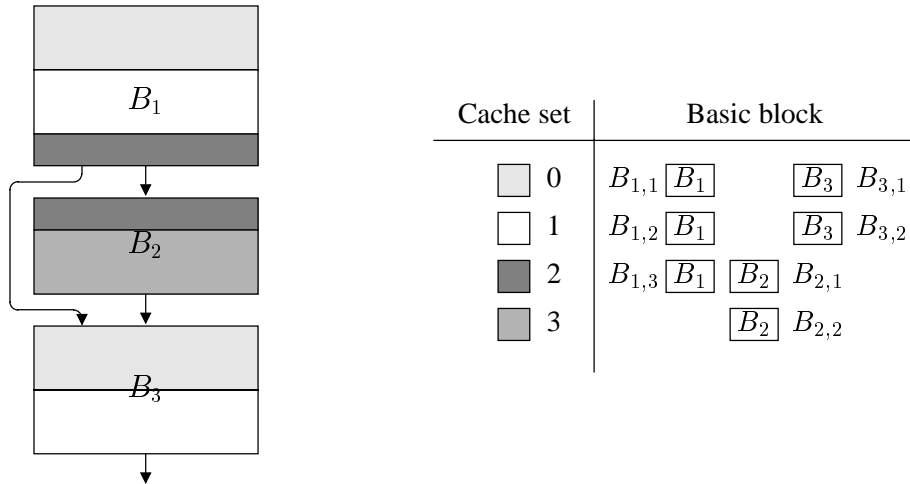 B₁
B₂
B₃
Cache set Basic block
0 B₁,₁ B₁ B₃ B₃,₁
1 B₁,₂ B₁ B₃ B₃,₂
2 B₁,₃ B₁ B₂ B₂,₁
3 B₂ B₂,₂